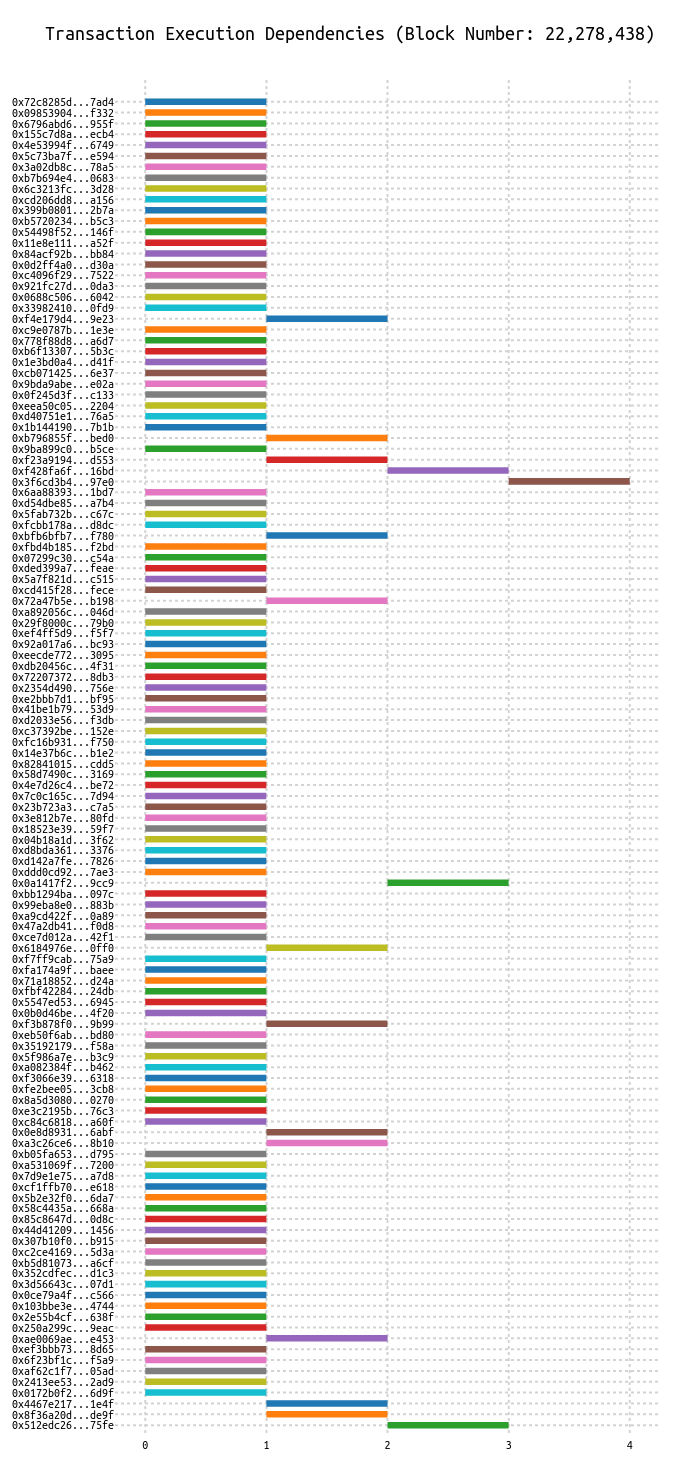 Transaction Execution Dependencies (Block Number: 22,278,438)
0x72c8285d...7ad4
0x09853904...f332
0x6796abd6...955f
0x155c7d8a...ecb4
0x4e53994f...6749
0x5c73ba7f...e594
0x3a02db8c...78a5
0xb7b694e4...0683
0x6c3213fc...3d28
0xcd206dd8...a156
0x399b0801...2b7a
0xb5720234...b5c3
0x54498f52...146f
0x11e8e111...a52f
0x84acf92b...bb84
0x0d2ff4a0...d30a
0xc4096f29...7522
0x921fc27d...0da3
0x0688c506...6042
0x33982410...0fd9
0xf4e179d4...9e23
0xc9e0787b...1e3e
0x778f88d8...a6d7
0xb6f13307...5b3c
0x1e3bd0a4...d41f
0xcb071425...6e37
0x9bda9abe...e02a
0x0f245d3f...c133
0xeea50c05...2204
0xd40751e1...76a5
0x1b144190...7b1b
0xb796855f...bed0
0x9ba899c0...b5ce
0xf23a9194...d553
0xf428fa6f...16bd
0x3f6cd3b4...97e0
0x6aa88393...1bd7
0xd54dbe85...a7b4
0x5fab732b...c67c
0xfcbb178a...d8dc
0xbfb6bfb7...f780
0xfbd4b185...f2bd
0x07299c30...c54a
0xded399a7...feae
0x5a7f821d...c515
0xcd415f28...fece
0x72a47b5e...b198
0xa892056c...046d
0x29f8000c...79b0
0xef4ff5d9...f5f7
0x92a017a6...bc93
0xeecde772...3095
0xdb20456c...4f31
0x72207372...8db3
0x2354d490...756e
0xe2bbb7d1...bf95
0x41be1b79...53d9
0xd2033e56...f3db
0xc37392be...152e
0xfc16b931...f750
0x14e37b6c...b1e2
0x82841015...cdd5
0x58d7490c...3169
0x4e7d26c4...be72
0x7c0c165c...7d94
0x23b723a3...c7a5
0x3e812b7e...80fd
0x18523e39...59f7
0x04b18a1d...3f62
0xd8bda361...3376
0xd142a7fe...7826
0xddd0cd92...7ae3
0x0a1417f2...9cc9
0xbb1294ba...097c
0x99eba8e0...883b
0xa9cd422f...0a89
0x47a2db41...f0d8
0xce7d012a...42f1
0x6184976e...0ff0
0xf7ff9cab...75a9
0xfa174a9f...baee
0x71a18852...d24a
0xfbf42284...24db
0x5547ed53...6945
0x0b0d46be...4f20
0xf3b878f0...9b99
0xeb50f6ab...bd80
0x35192179...f58a
0x5f986a7e...b3c9
0xa082384f...b462
0xf3066e39...6318
0xfe2bee05...3cb8
0x8a5d3080...0270
0xe3c2195b...76c3
0xc84c6818...a60f
0x0e8d8931...6abf
0xa3c26ce6...8b10
0xb05fa653...d795
0xa531069f...7200
0x7d9e1e75...a7d8
0xcf1ffb70...e618
0x5b2e32f0...6da7
0x58c4435a...668a
0x85c8647d...0d8c
0x44d41209...1456
0x307b10f0...b915
0xc2ce4169...5d3a
0xb5d81073...a6cf
0x352cdfec...d1c3
0x3d56643c...07d1
0x0ce79a4f...c566
0x103bbe3e...4744
0x2e55b4cf...638f
0x250a299c...9eac
0xae0069ae...e453
0xef3bbb73...8d65
0x6f23bf1c...f5a9
0xaf62c1f7...05ad
0x2413ee53...2ad9
0x0172b0f2...6d9f
0x4467e217...1e4f
0x8f36a20d...de9f
0x512edc26...75fe
0 1 2 3 4